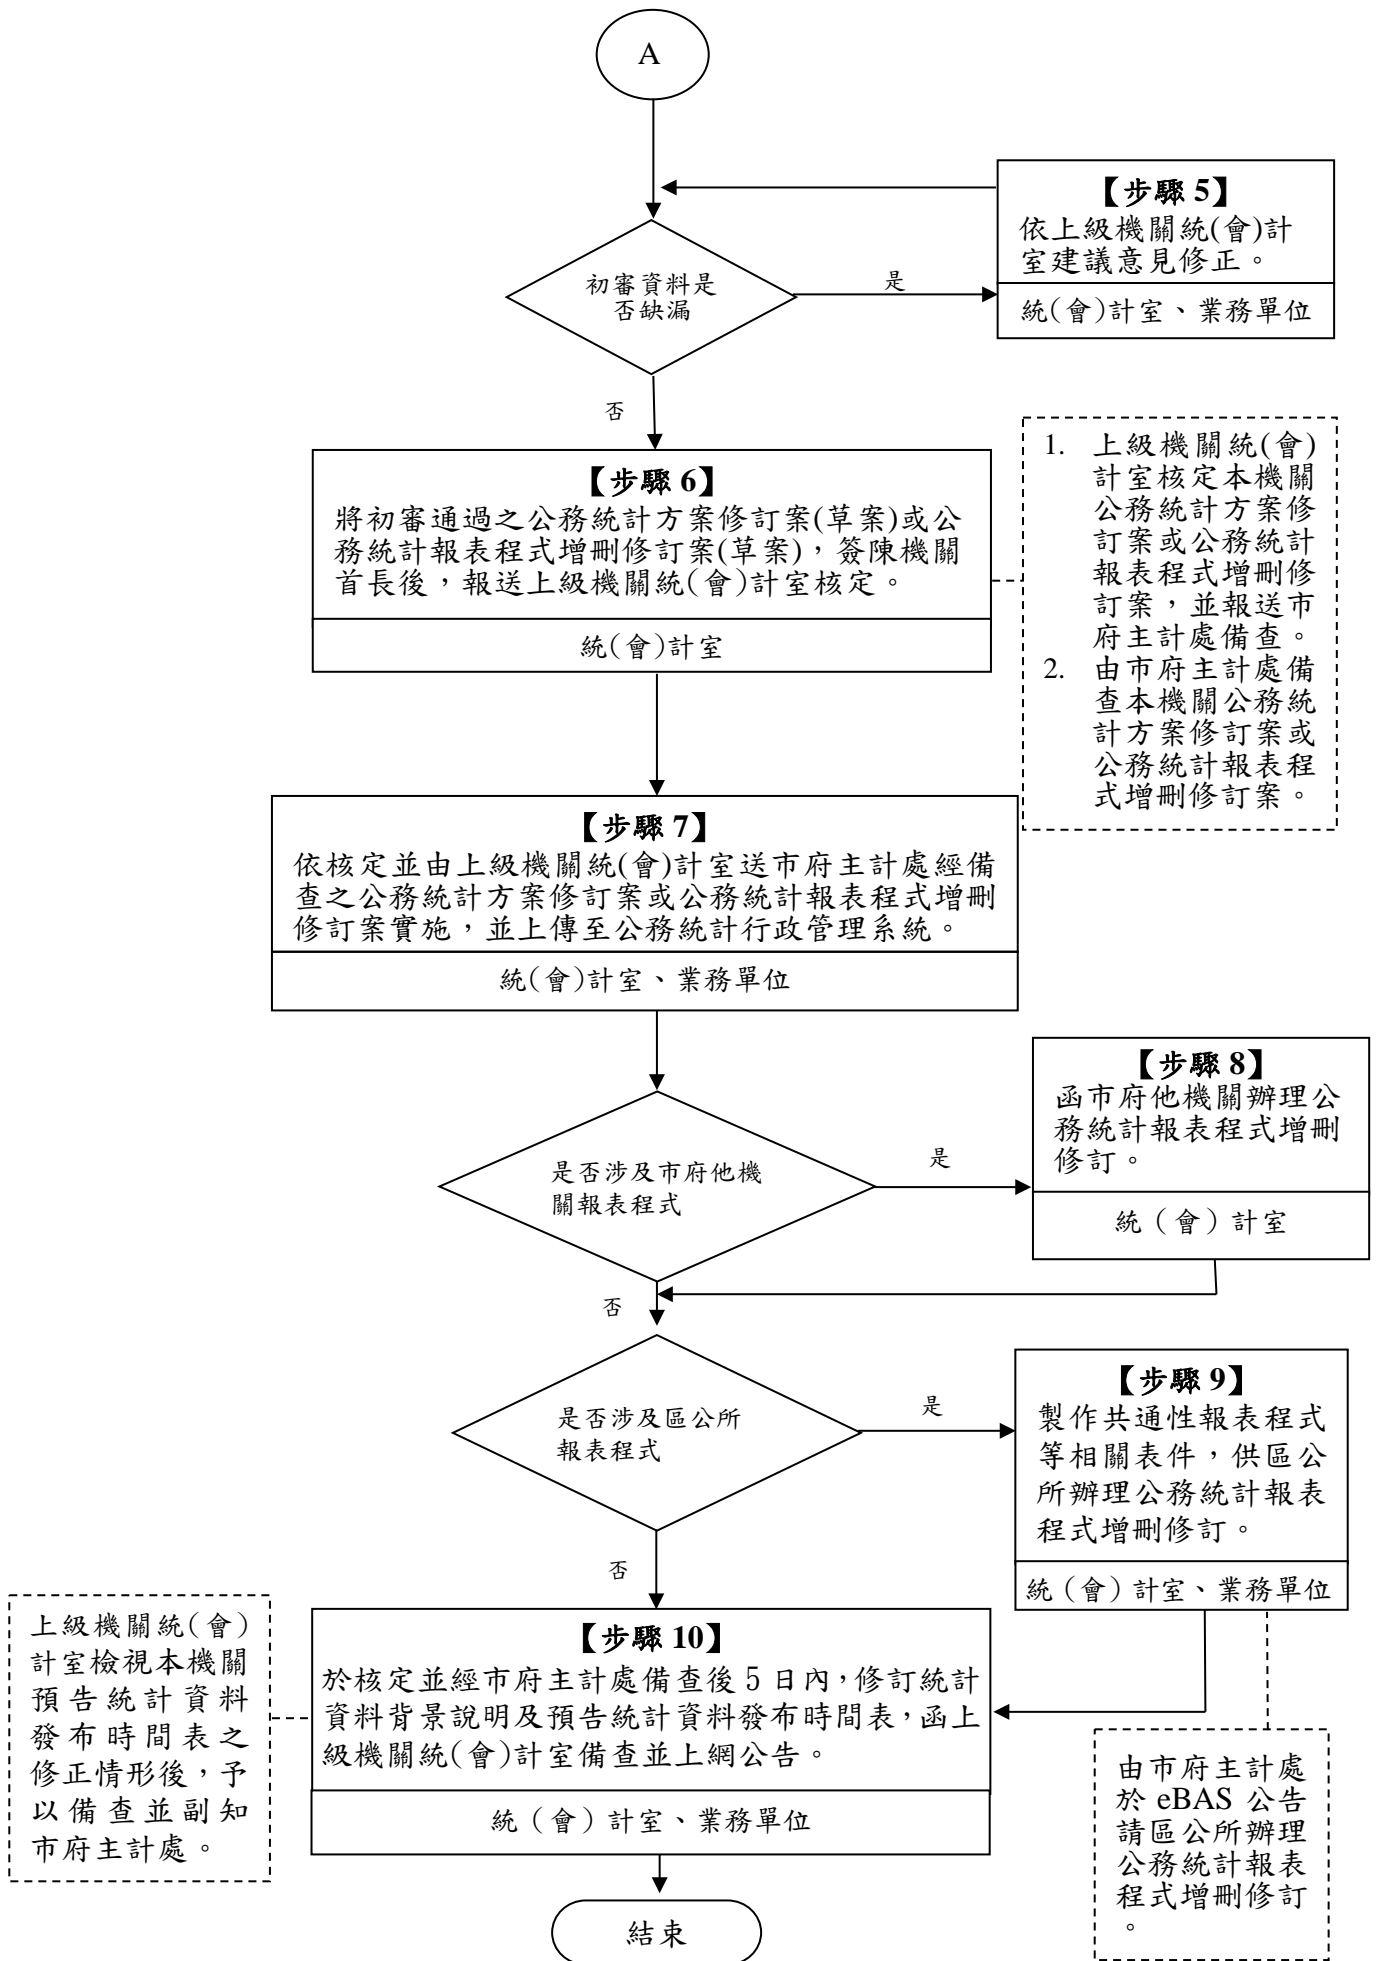 A
【步驟 5】
依上級機關統(會)計
室建議意見修正。
統(會)計室、業務單位
初審資料是
否缺漏
是
否
【步驟 6】
將初審通過之公務統計方案修訂案(草案)或公
務統計報表程式增刪修訂案(草案)，簽陳機關
首長後，報送上級機關統(會)計室核定。
統(會)計室
1. 上級機關統(會)
計室核定本機關
公務統計方案修
訂案或公務統計
報表程式增刪修
訂案，並報送市
府主計處備查。
2. 由市府主計處備
查本機關公務統
計方案修訂案或
公務統計報表程
式增刪修訂案。
【步驟 7】
依核定並由上級機關統(會)計室送市府主計處經備
查之公務統計方案修訂案或公務統計報表程式增刪
修訂案實施，並上傳至公務統計行政管理系統。
統(會)計室、業務單位
是否涉及市府他機
關報表程式
是
【步驟 8】
函市府他機關辦理公
務統計報表程式增刪
修訂。
統（會）計室
否
是否涉及區公所
報表程式
是
【步驟 9】
製作共通性報表程式
等相關表件，供區公
所辦理公務統計報表
程式增刪修訂。
統（會）計室、業務單位
否
【步驟 10】
於核定並經市府主計處備查後 5 日內，修訂統計
資料背景說明及預告統計資料發布時間表，函上
級機關統(會)計室備查並上網公告。
統（會）計室、業務單位
上級機關統(會)
計室檢視本機關
預告統計資料
發布時間表之
修正情形後，予
以備查並副知
市府主計處。
由市府主計處
於 eBAS 公告
請區公所辦理
公務統計報表
程式增刪修訂
。
結束